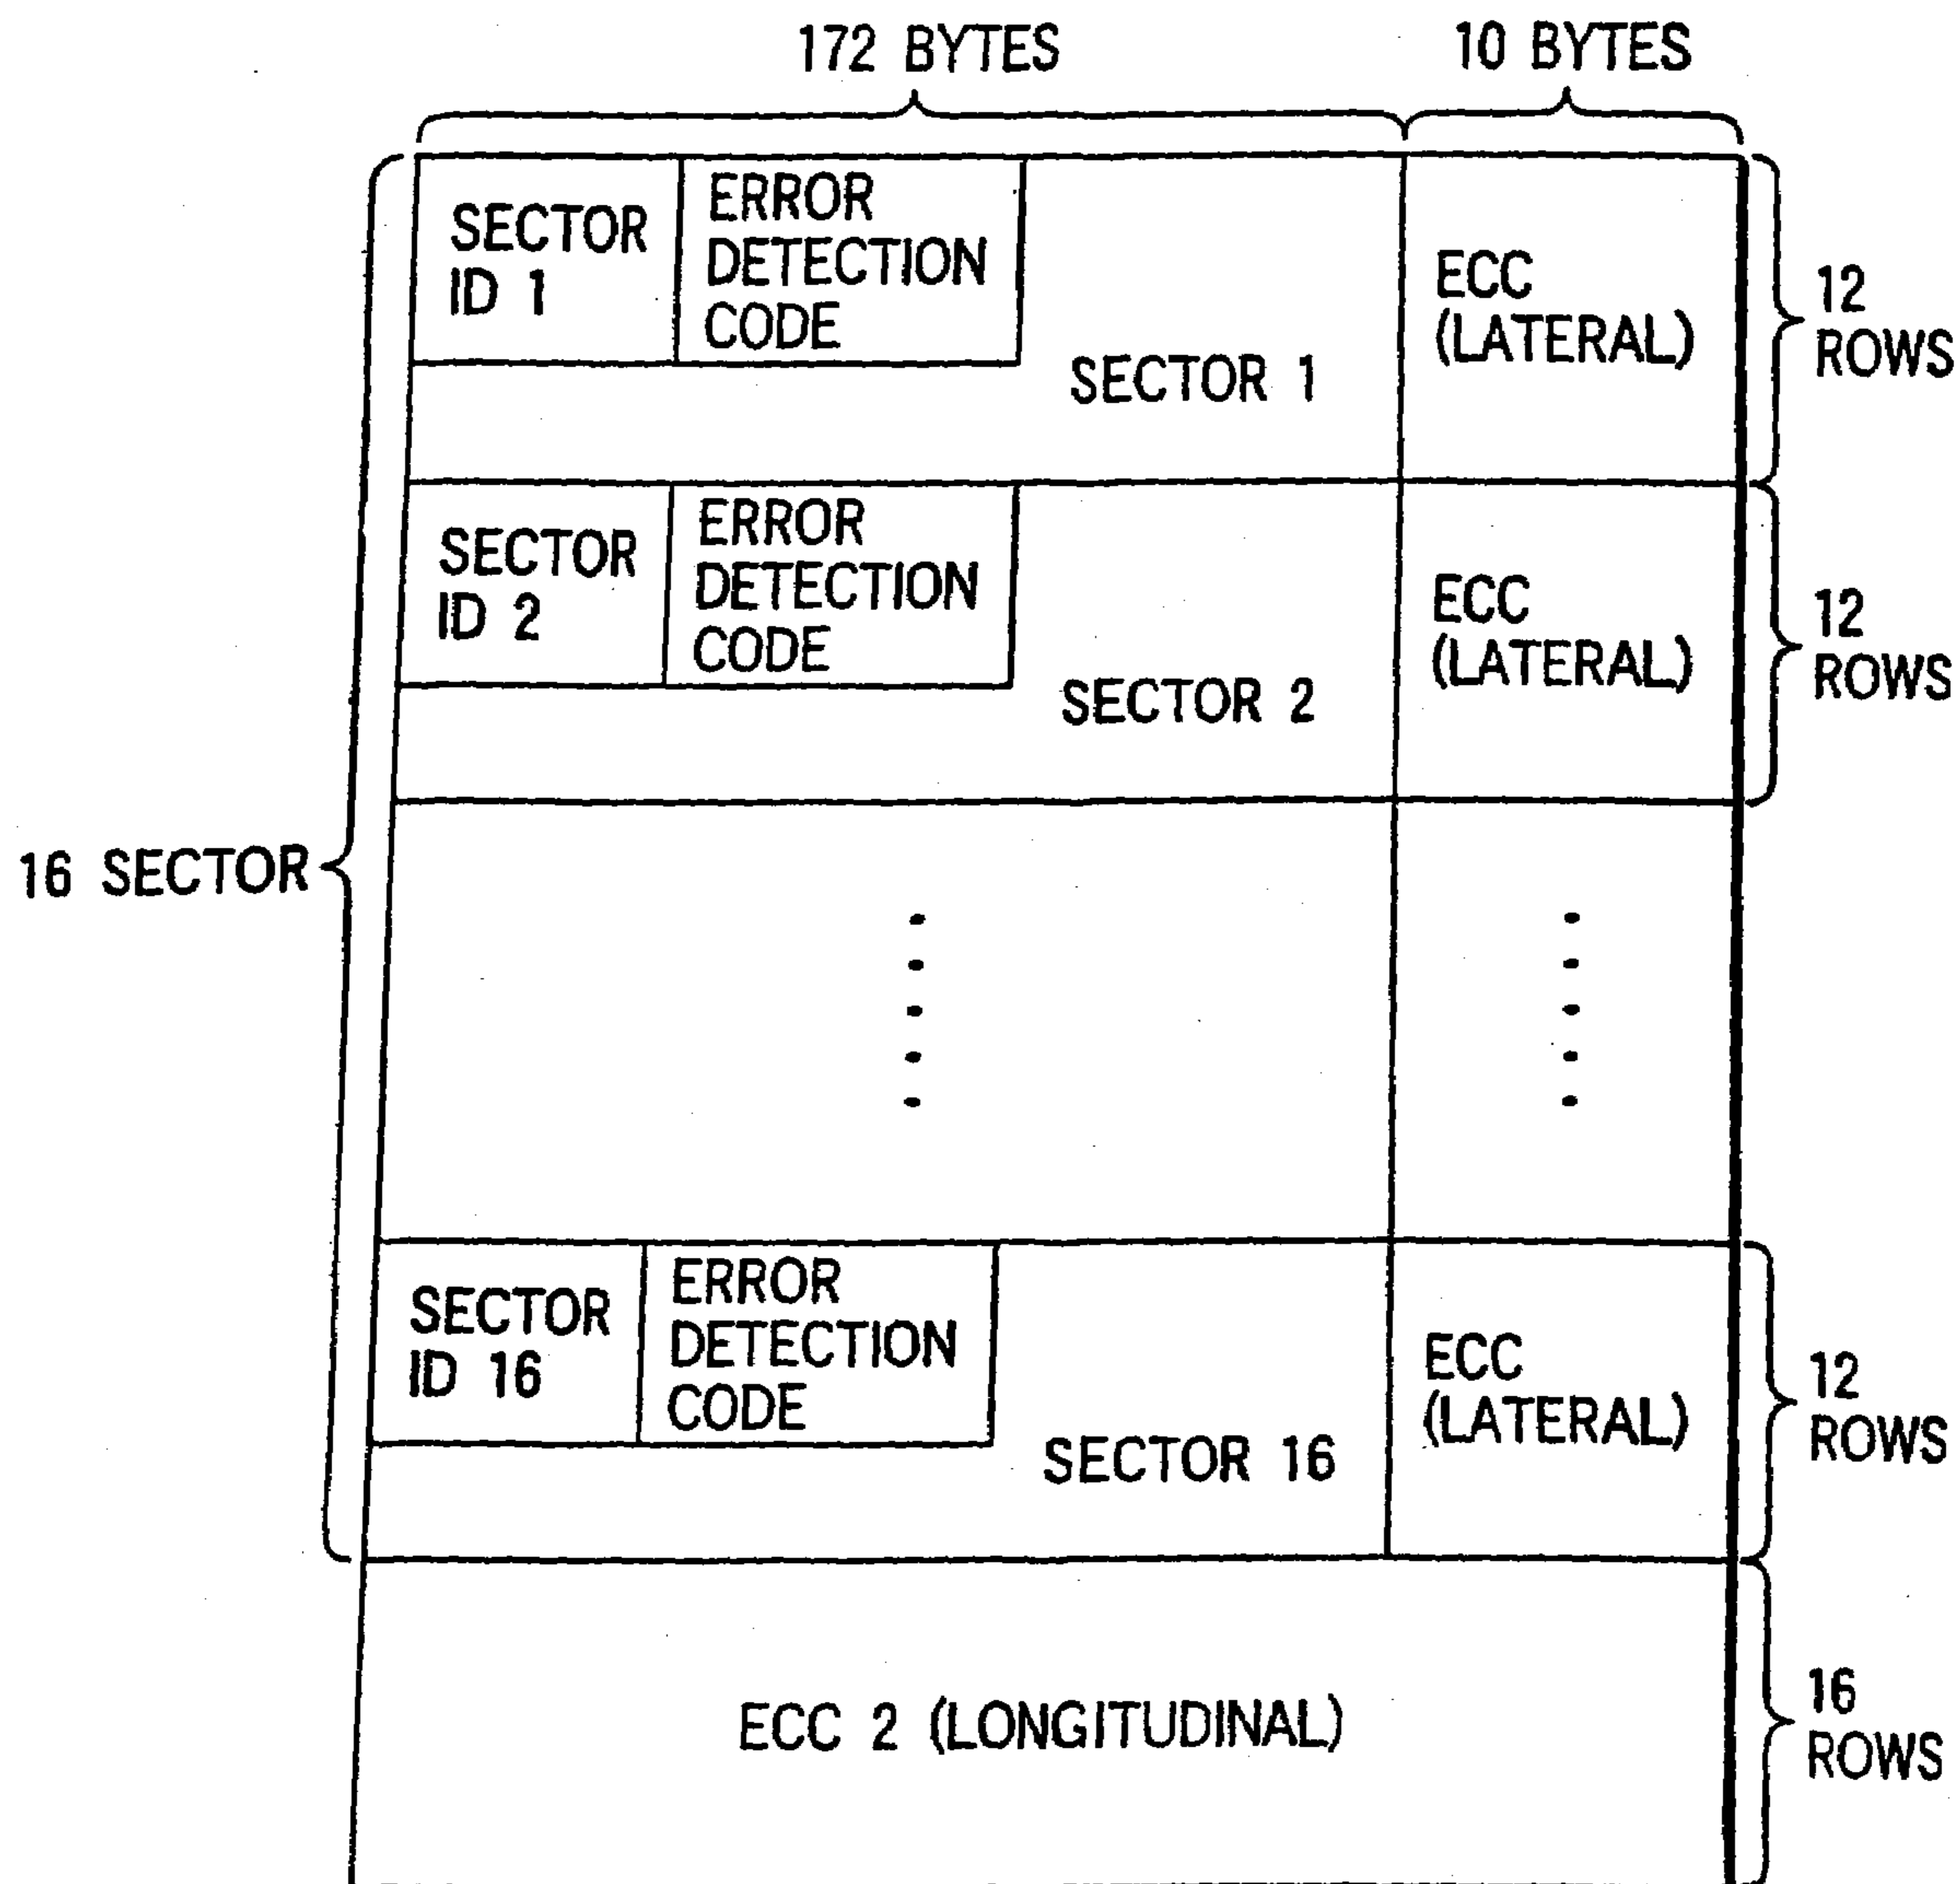 172 BYTES
10 BYTES
SECTOR
ID 1
ERROR
DETECTION
CODE
SECTOR 1
ECC
(LATERAL)
12
ROWS
SECTOR
ID 2
ERROR
DETECTION
CODE
SECTOR 2
ECC
(LATERAL)
12
ROWS
16 SECTOR
SECTOR
ID 16
ERROR
DETECTION
CODE
SECTOR 16
ECC
(LATERAL)
12
ROWS
ECC 2 (LONGITUDINAL)
16
ROWS